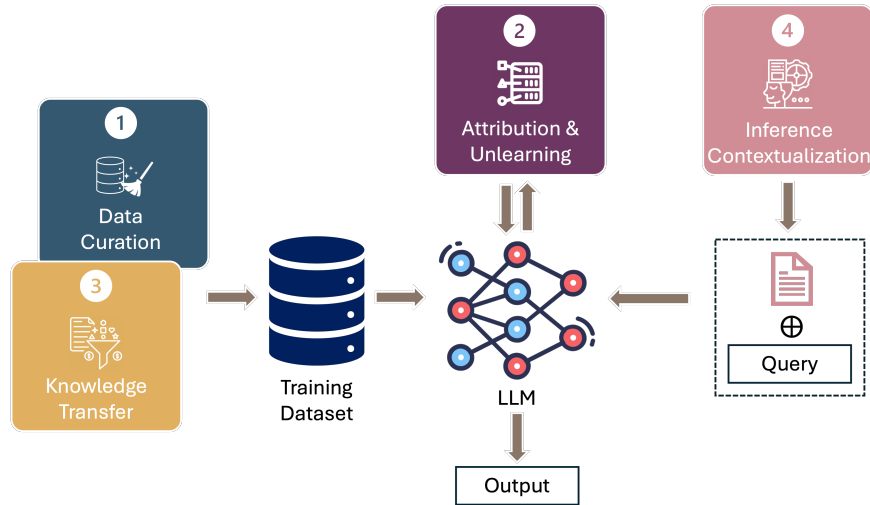 1
Data
Curation
3
Knowledge
Transfer
Training
Dataset
2
Attribution &
Unlearning
LLM
Output
4
Inference
Contextualization
Query